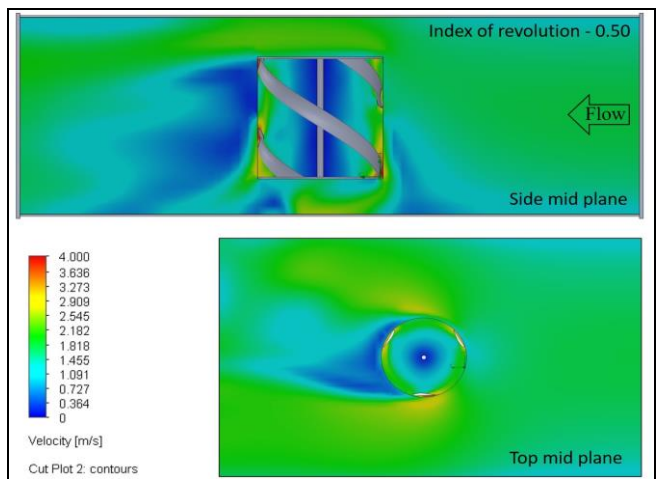 Index of revolution - 0.50
Flow
Side mid plane
4.000
3.636
3.273
2.909
2.545
2.182
1.818
1.455
1.091
0.727
0.364
0
Velocity [m/s]
Cut Plot 2: contours
Top mid plane